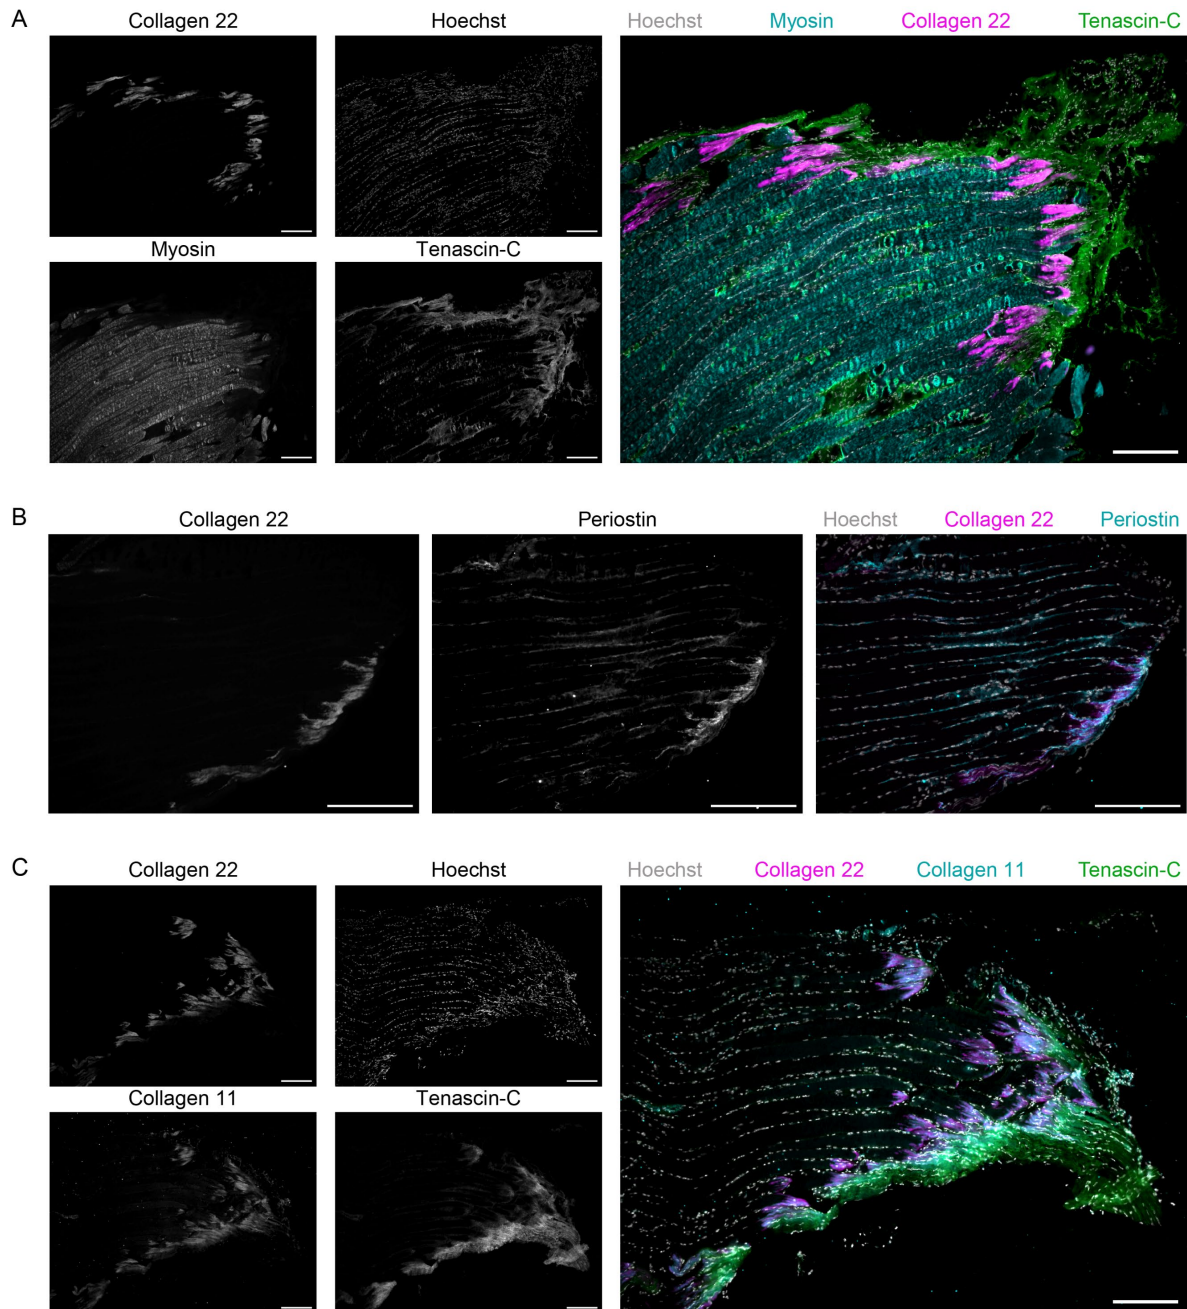 A
Collagen 22
Hoechst
Hoechst Myosin Collagen 22 Tenascin-C
Myosin
Tenascin-C
B
Collagen 22
Periostin
Hoechst Collagen 22 Periostin
C
Collagen 22
Hoechst
Hoechst Collagen 22 Collagen 11 Tenascin-C
Collagen 11
Tenascin-C